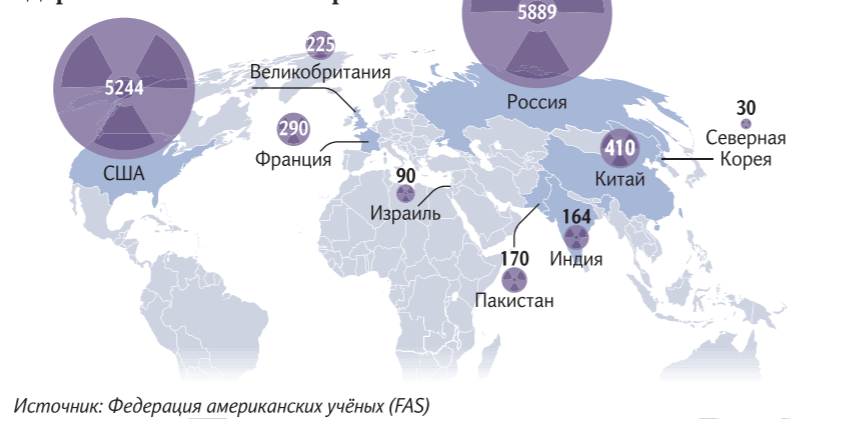 5889
225
Великобритания
5244
Россия
30
290
Северная
Корея
410
Франция
США
Китай
90
Израиль
164
170
Индия
Пакистан
Источник: Федерация американских учёных (FAS)